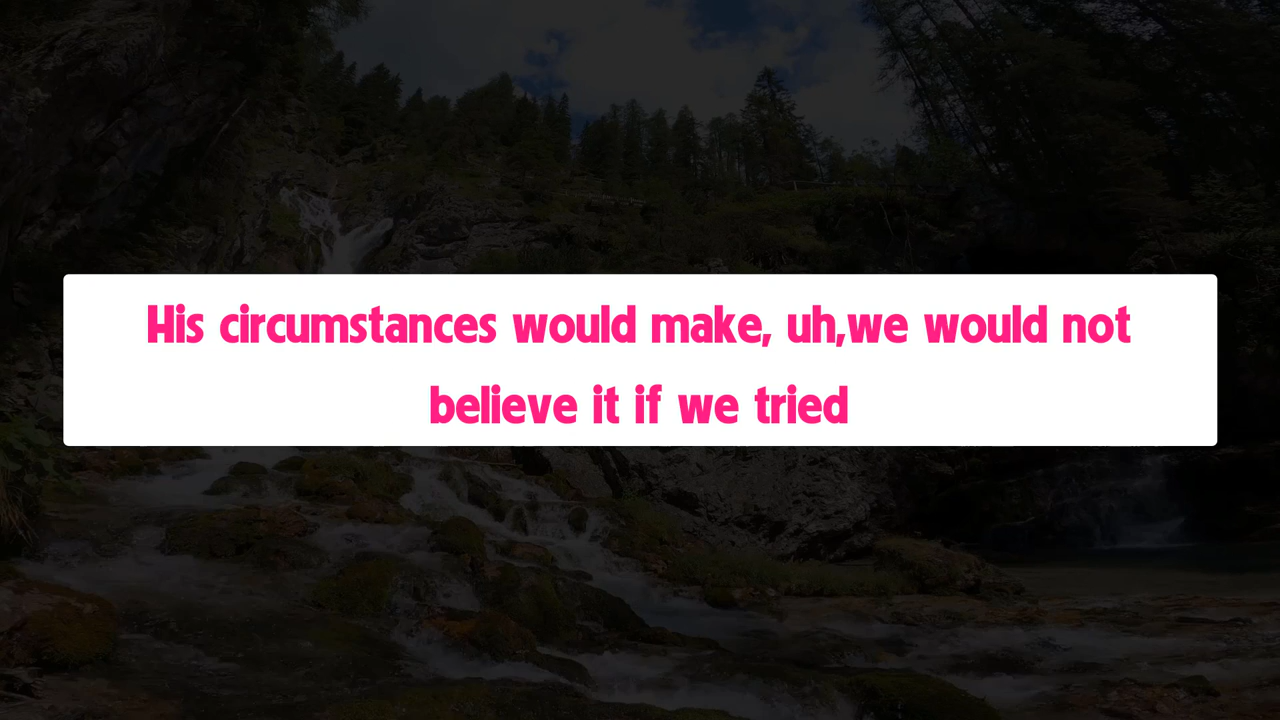 His circumstances would make, uh,we would not
believe it if we tried